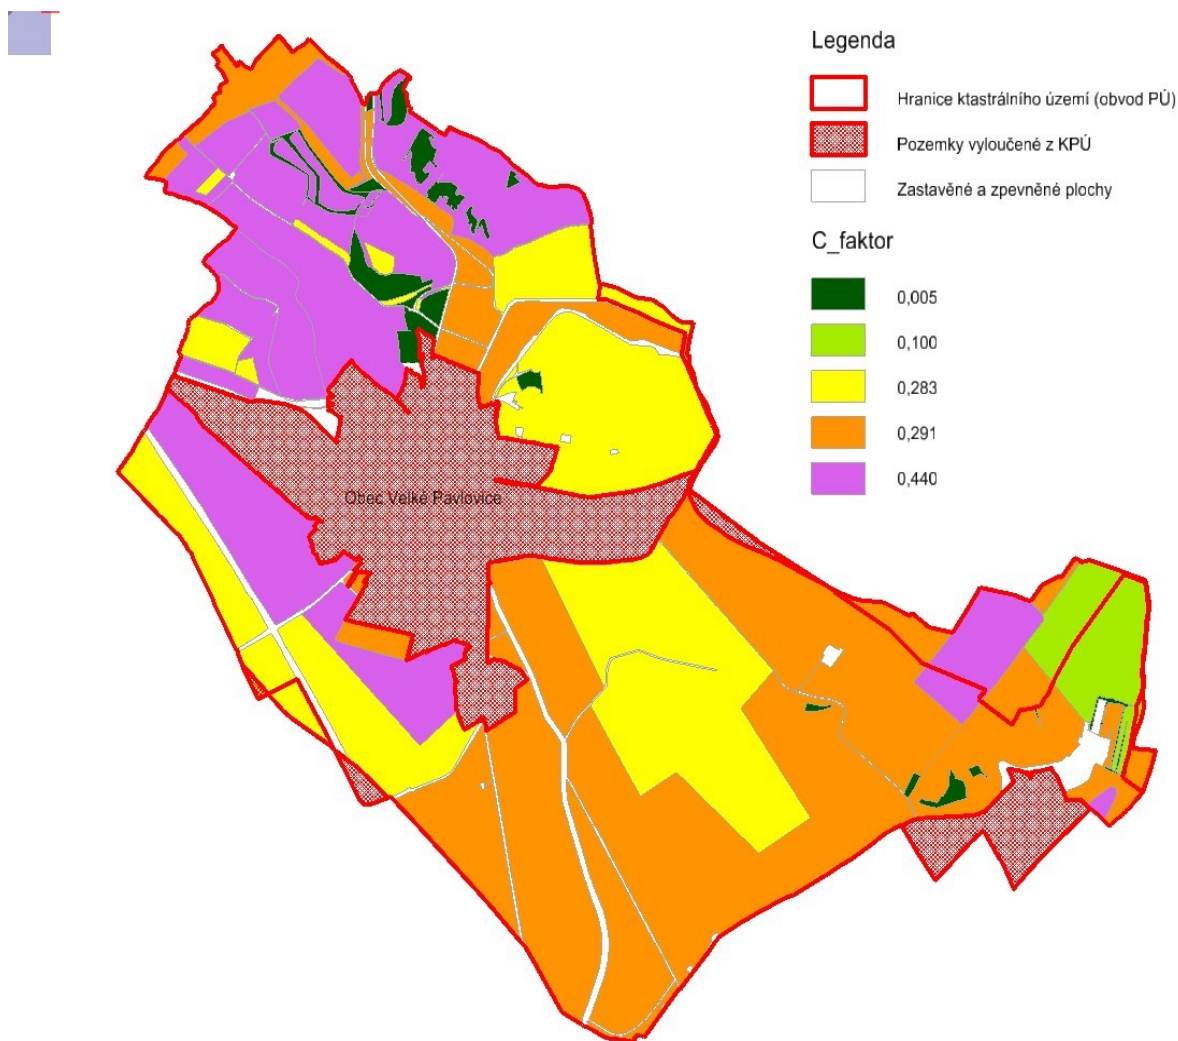 Legenda
Hranice ktastrálního území (obvod PÚ)
Pozemky vyloučené z KPÚ
Zastavěné a zpevněné plochy
C_faktor
0,005
0,100
0,283
0,291
0,440
Obec Velké Pavlovice